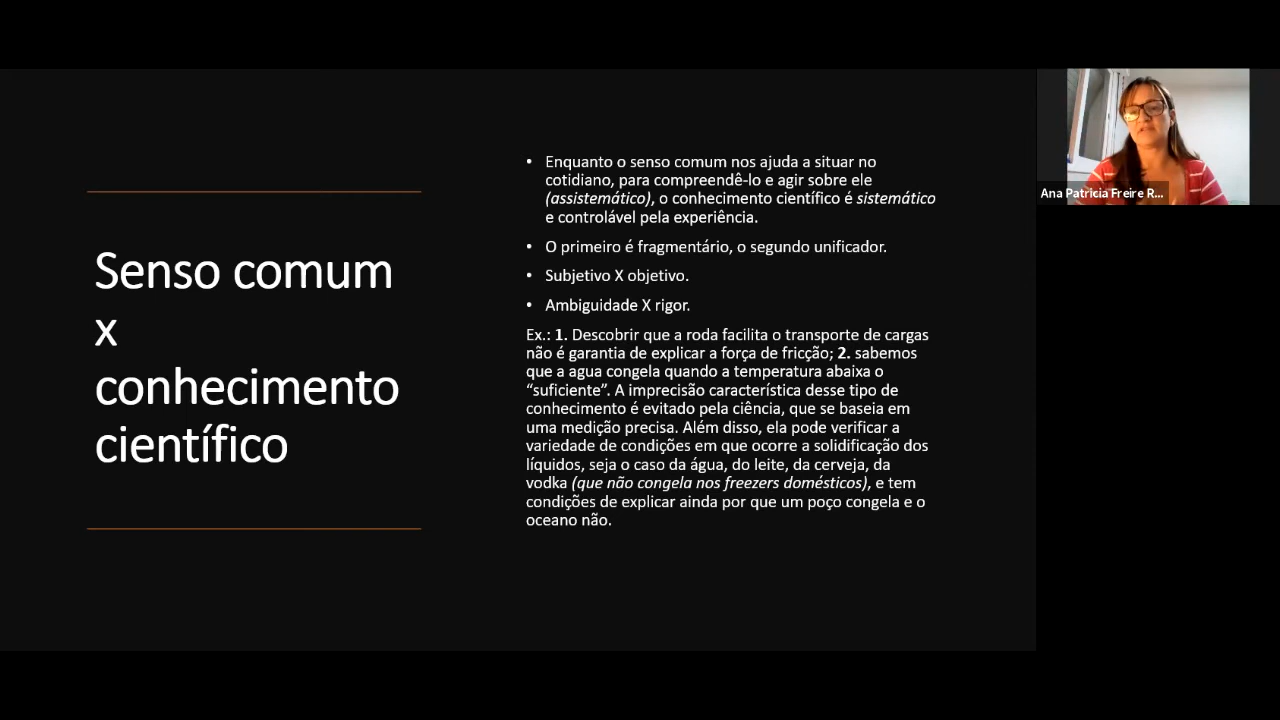 Senso comum
x
conhecimento
científico
• Enquanto o senso comum nos ajuda a situar no
cotidiano, para compreendê-lo e agir sobre ele
(assistemático), o conhecimento científico é sistemático
e controlável pela experiência.
• O primeiro é fragmentário, o segundo unificador.
• Subjetivo X objetivo.
• Ambiguidade X rigor.
Ex.: 1. Descobrir que a roda facilita o transporte de cargas
não é garantia de explicar a força de fricção; 2. sabemos
que a agua congela quando a temperatura abaixa o
“suficiente”. A imprecisão característica desse tipo de
conhecimento é evitado pela ciência, que se baseia em
uma medição precisa. Além disso, ela pode verificar a
variedade de condições em que ocorre a solidificação dos
líquidos, seja o caso da água, do leite, da cerveja, da
vodka (que não congela nos freezers domésticos), e tem
condições de explicar ainda por que um poço congela e o
oceano não.
Ana Patricia Freire R...